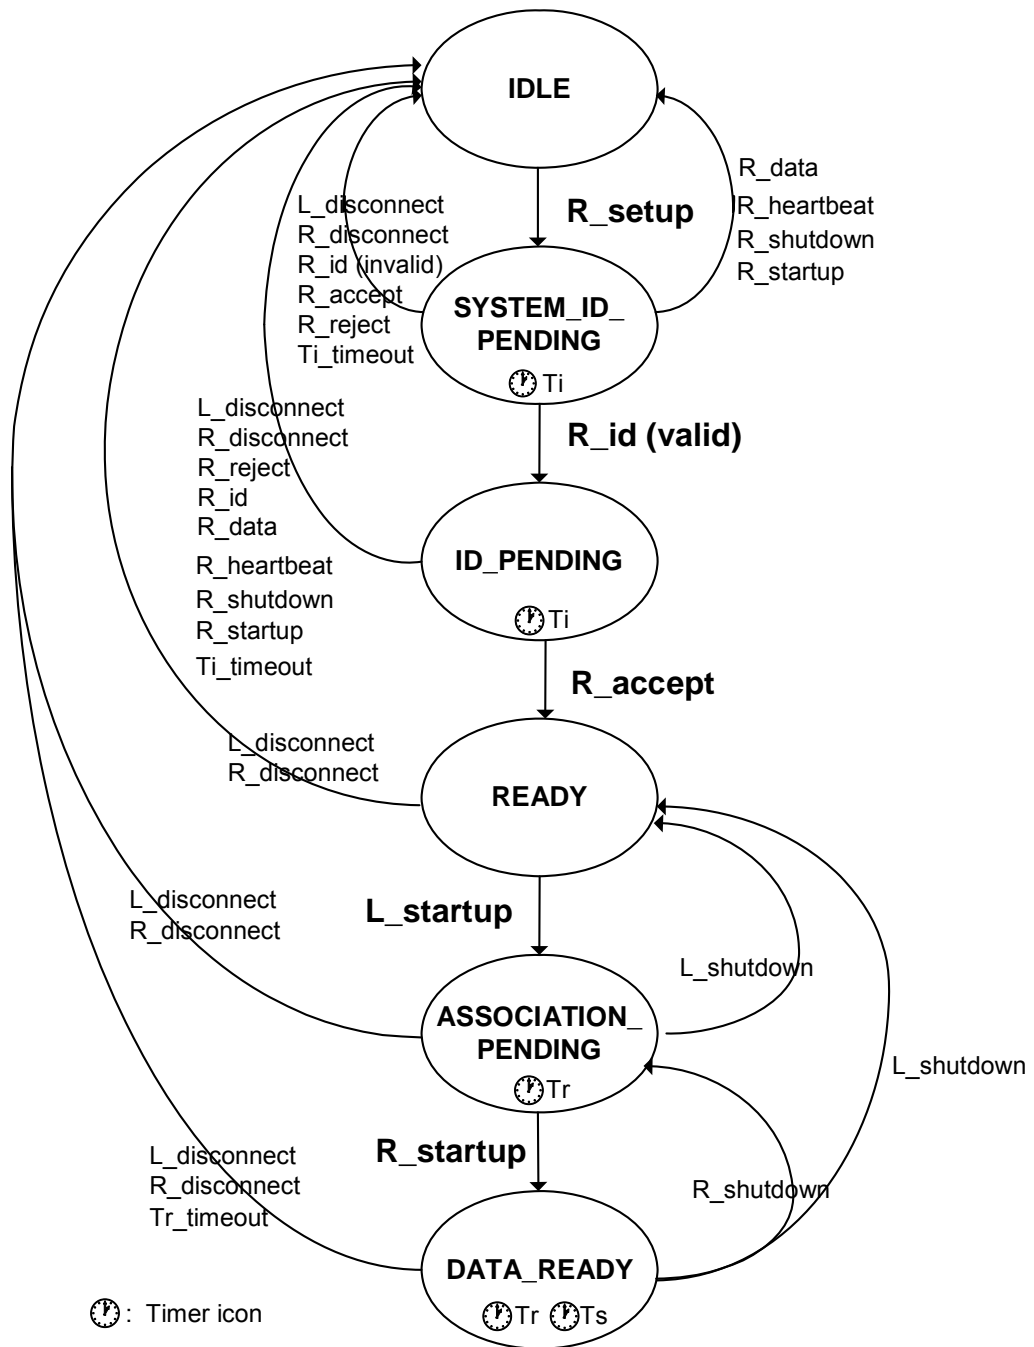 IDLE
R_data
R_heartbeat
R_shutdown
R_startup
L_disconnect
R_disconnect
R_id (invalid)
R_accept
R_reject
Ti_timeout
R_setup
SYSTEM_ID_
PENDING
Ti
R_id (valid)
L_disconnect
R_disconnect
R_reject
R_id
R_data
R_heartbeat
R_shutdown
R_startup
Ti_timeout
ID_PENDING
Ti
R_accept
L_disconnect
R_disconnect
READY
L_startup
L_disconnect
R_disconnect
L_shutdown
ASSOCIATION_
PENDING
Tr
L_shutdown
R_startup
L_disconnect
R_disconnect
Tr_timeout
R_shutdown
DATA_READY
Tr Ts
: Timer icon